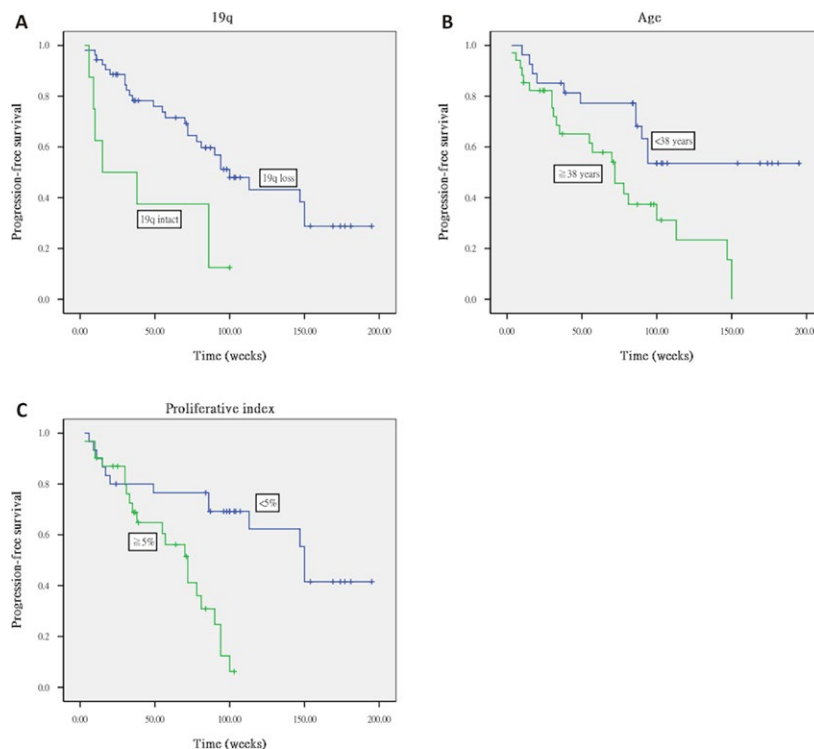 A
19q
Progression-free survival
1.0
0.8
0.6
0.4
0.2
0.0
19q loss
19q intact
0.00 50.00 100.00 150.00 200.00
Time (weeks)
B
Age
Progression-free survival
1.0
0.8
0.6
0.4
0.2
0.0
<38 years
≧38 years
0.00 50.00 100.00 150.00 200.00
Time (weeks)
C
Proliferative index
Progression-free survival
1.0
0.8
0.6
0.4
0.2
0.0
<5%
≧5%
0.00 50.00 100.00 150.00 200.00
Time (weeks)